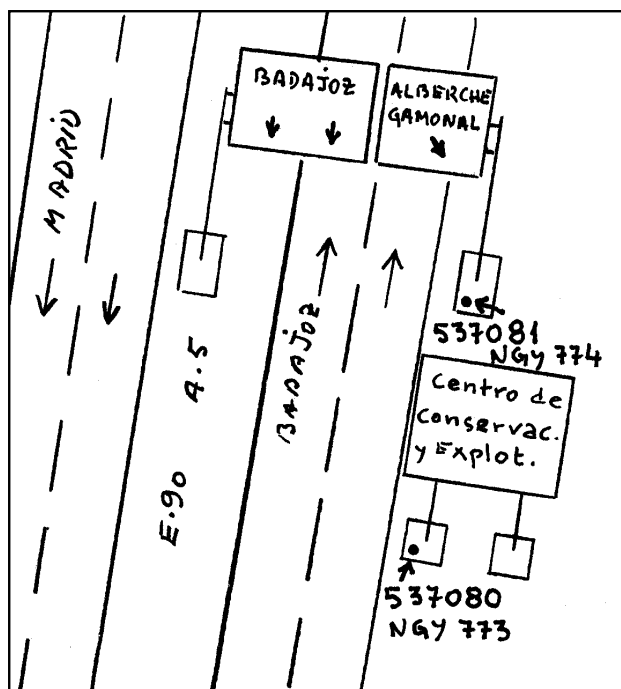 BADAJOZ
ALBERCHE
GAMONAL
MADRID
537081
NGY 774
BADAJOZ
A.5
E.90
Centro de
Conservac.
y Explot.
537080
NGY 773